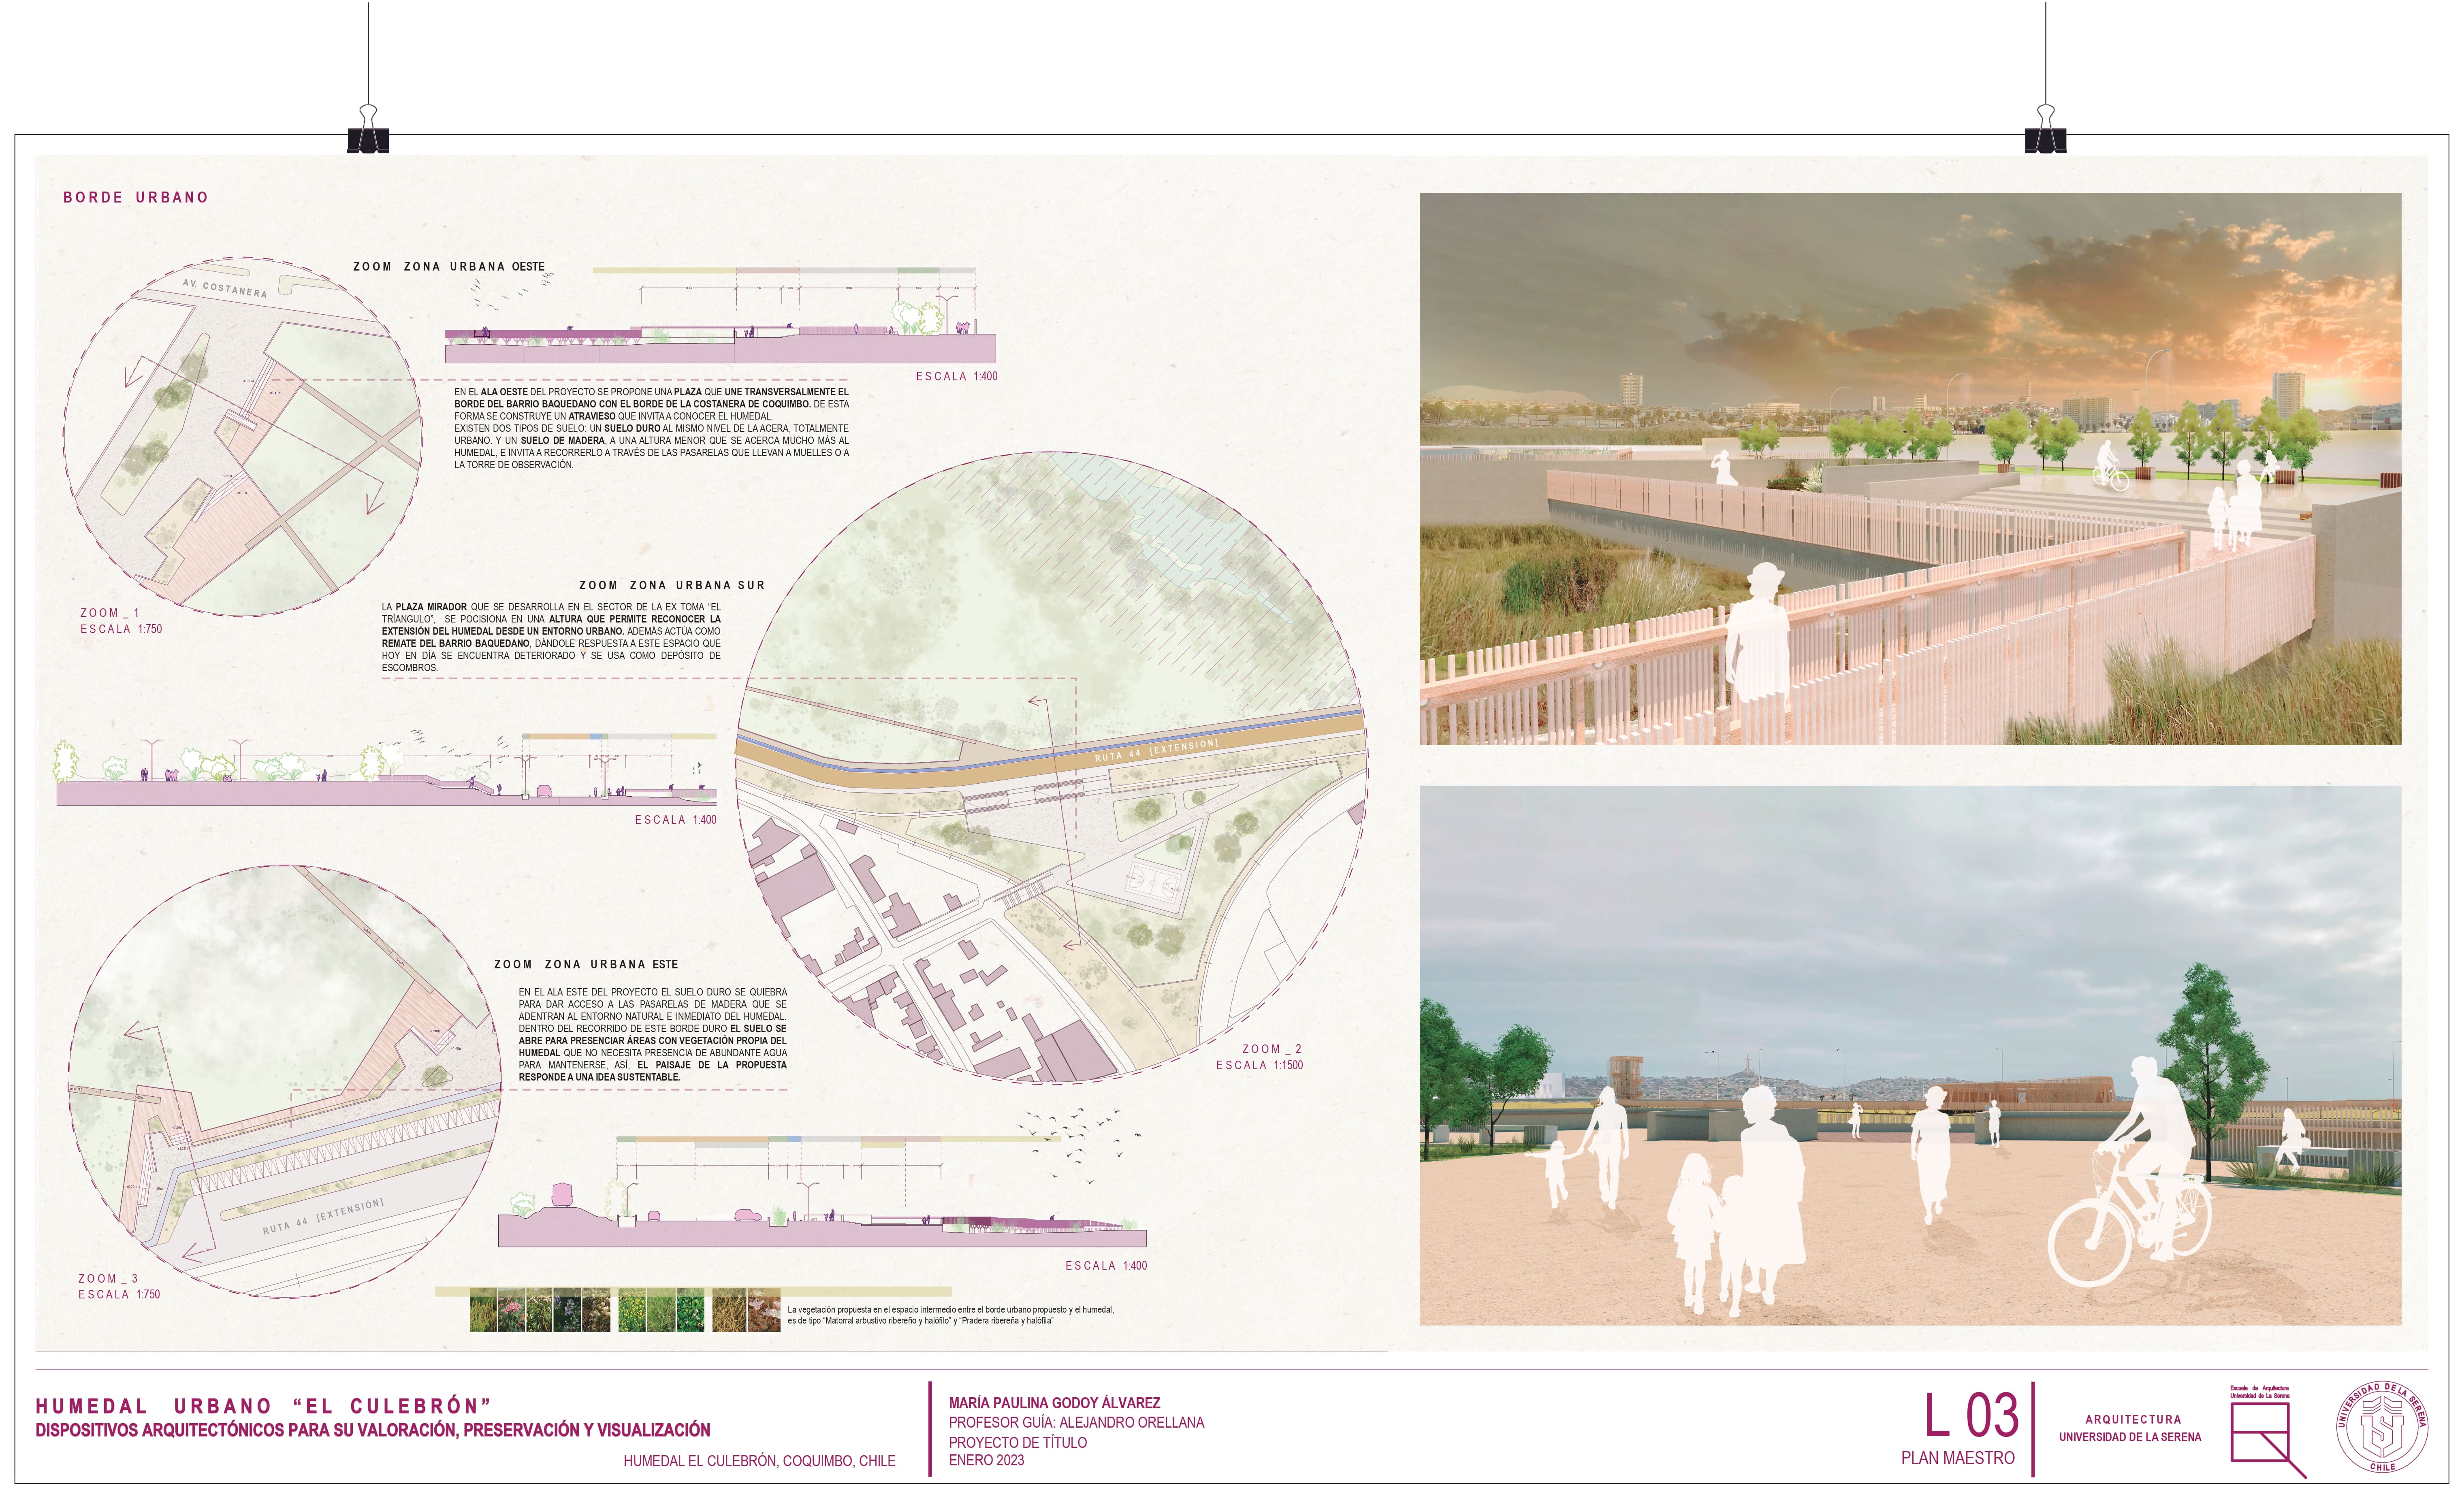 BORDE URBANO
ZOOM ZONA URBANA OESTE
AV. COSTANERA
ESCALA 1:400
EN EL ALA OESTE DEL PROYECTO SE PROPONE UNA PLAZA QUE UNE TRANSVERSALMENTE EL
BORDE DEL BARRIO BAQUEDANO CON EL BORDE DE LA COSTANERA DE COQUIMBO. DE ESTA
FORMA SE CONSTRUYE UN ATRAVIESO QUE INVITA A CONOCER EL HUMEDAL.
EXISTEN DOS TIPOS DE SUELO: UN SUELO DURO AL MISMO NIVEL DE LA ACERA, TOTALMENTE
URBANO. Y UN SUELO DE MADERA, A UNA ALTURA MENOR QUE SE ACERCA MUCHO MÁS AL
HUMEDAL, E INVITA A RECORRERLO A TRAVÉS DE LAS PASARELAS QUE LLEVAN A MUELLES O A
LA TORRE DE OBSERVACIÓN.
ZOOM_1
ESCALA 1:750
ZOOM ZONA URBANA SUR
LA PLAZA MIRADOR QUE SE DESARROLLA EN EL SECTOR DE LA EX TOMA “EL
TRÍANGULO”, SE POCISIONA EN UNA ALTURA QUE PERMITE RECONOCER LA
EXTENSIÓN DEL HUMEDAL DESDE UN ENTORNO URBANO. ADEMÁS ACTÚA COMO
REMATE DEL BARRIO BAQUEDANO, DÁNDOLE RESPUESTA A ESTE ESPACIO QUE
HOY EN DÍA SE ENCUENTRA DETERIORADO Y SE USA COMO DEPÓSITO DE
ESCOMBROS.
RUTA 44 [EXTENSIÓN]
ESCALA 1:400
ZOOM_2
ESCALA 1:1500
ZOOM ZONA URBANA ESTE
EN EL ALA ESTE DEL PROYECTO EL SUELO DURO SE QUIEBRA
PARA DAR ACCESO A LAS PASARELAS DE MADERA QUE SE
ADENTRAN AL ENTORNO NATURAL E INMEDIATO DEL HUMEDAL.
DENTRO DEL RECORRIDO DE ESTE BORDE DURO EL SUELO SE
ABRE PARA PRESENCIAR ÁREAS CON VEGETACIÓN PROPIA DEL
HUMEDAL QUE NO NECESITA PRESENCIA DE ABUNDANTE AGUA
PARA MANTENERSE, ASÍ, EL PAISAJE DE LA PROPUESTA
RESPONDE A UNA IDEA SUSTENTABLE.
RUTA 44 [EXTENSIÓN]
ZOOM_3
ESCALA 1:750
ESCALA 1:400
La vegetación propuesta en el espacio intermedio entre el borde urbano propuesto y el humedal,
es de tipo “Matorral arbustivo ribereño y halófilo” y “Pradera ribereña y halófila”
HUMEDAL URBANO “EL CULEBRÓN”
DISPOSITIVOS ARQUITECTÓNICOS PARA SU VALORACIÓN, PRESERVACIÓN Y VISUALIZACIÓN
HUMEDAL EL CULEBRÓN, COQUIMBO, CHILE
MARÍA PAULINA GODOY ÁLVAREZ
PROFESOR GUÍA: ALEJANDRO ORELLANA
PROYECTO DE TÍTULO
ENERO 2023
L 03
PLAN MAESTRO
ARQUITECTURA
UNIVERSIDAD DE LA SERENA
Escuela de Arquitectura
Universidad de La Serena
UNIVERSIDAD DE LA SERENA
CHILE